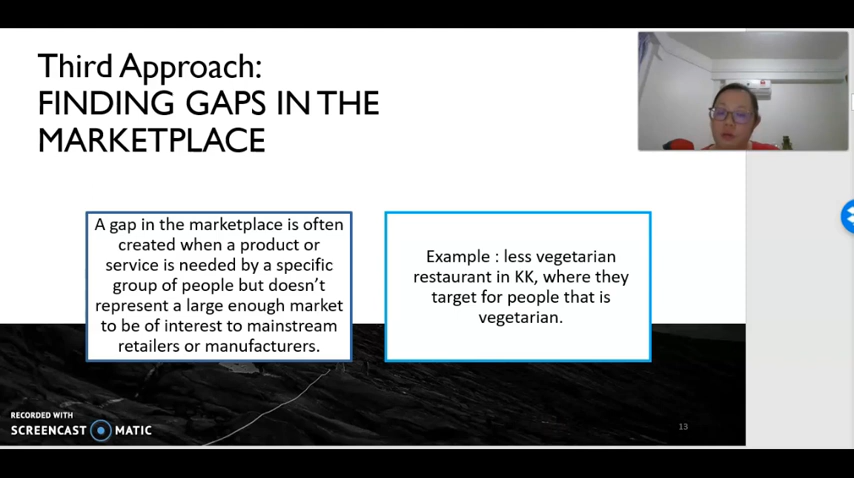 Third Approach:
FINDING GAPS IN THE
MARKETPLACE
A gap in the marketplace is often
created when a product or
service is needed by a specific
group of people but doesn't
represent a large enough market
to be of interest to mainstream
retailers or manufacturers.
Example : less vegetarian
restaurant in KK, where they
target for people that is
vegetarian.
RECORDED WITH
SCREENCAST MATIC
13